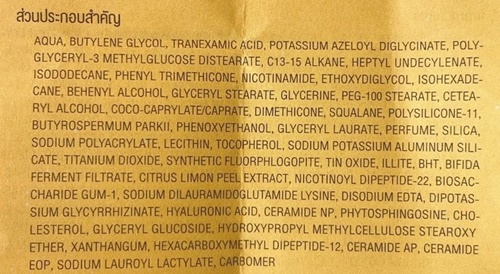 ส่วนประกอบสำคัญ
AQUA, BUTYLENE GLYCOL, TRANEXAMIC ACID, POTASSIUM AZELOYL DIGLYCINATE, POLY-
GLYCERYL-3 METHYLGLUCOSE DISTEARATE, C13-15 ALKANE, HEPTYL UNDECYLENATE,
ISODODECANE, PHENYL TRIMETHICONE, NICOTINAMIDE, ETHOXYDIGLYCOL, ISOHEXADE-
CANE, BEHENYL ALCOHOL, GLYCERYL STEARATE, GLYCERINE, PEG-100 STEARATE, CETEA-
RYL ALCOHOL, COCO-CAPRYLATE/CAPRATE, DIMETHICONE, SQUALANE, POLYSILICONE-11,
BUTYROSPERMUM PARKII, PHENOXYETHANOL, GLYCERYL LAURATE, PERFUME, SILICA,
SODIUM POLYACRYLATE, LECITHIN, TOCOPHEROL, SODIUM POTASSIUM ALUMINUM SILI-
CATE, TITANIUM DIOXIDE, SYNTHETIC FLUORPHLOGOPITE, TIN OXIDE, ILLITE, BHT, BIFIDA
FERMENT FILTRATE, CITRUS LIMON PEEL EXTRACT, NICOTINOYL DIPEPTIDE-22, BIOSAC-
CHARIDE GUM-1, SODIUM DILAURAMIDOGLUTAMIDE LYSINE, DISODIUM EDTA, DIPOTAS-
SIUM GLYCYRRHIZINATE, HYALURONIC ACID, CERAMIDE NP, PHYTOSPHINGOSINE, CHO-
LESTEROL, GLYCERYL GLUCOSIDE, HYDROXYPROPYL METHYLCELLULOSE STEAROXY
ETHER, XANTHANGUM, HEXACARBOXYMETHYL DIPEPTIDE-12, CERAMIDE AP, CERAMIDE
EOP, SODIUM LAUROYL LACTYLATE, CARBOMER